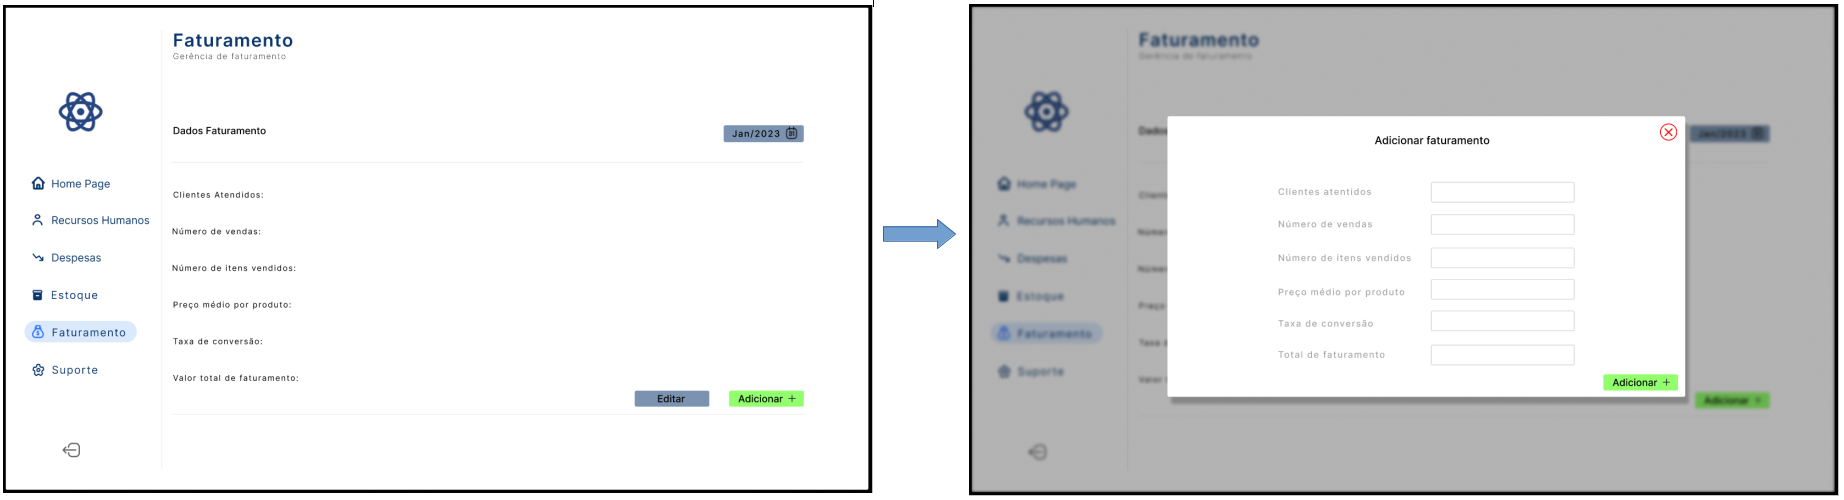 Faturamento
Gerência de faturamento
Dados Faturamento
Jan/2023
Home Page
Recursos Humanos
Despesas
Estoque
Faturamento
Suporte
Clientes Atendidos:
Número de vendas:
Número de itens vendidos:
Preço médio por produto:
Taxa de conversão:
Valor total de faturamento:
Editar
Adicionar +
Faturamento
Gerência de faturamento
Dados
Jan/2023
Home Page
Recursos Humanos
Despesas
Estoque
Faturamento
Suporte
Adicionar faturamento
Clientes atentidos
Número de vendas
Número de itens vendidos
Preço médio por produto
Taxa de conversão
Total de faturamento
Adicionar +
Adicionar +